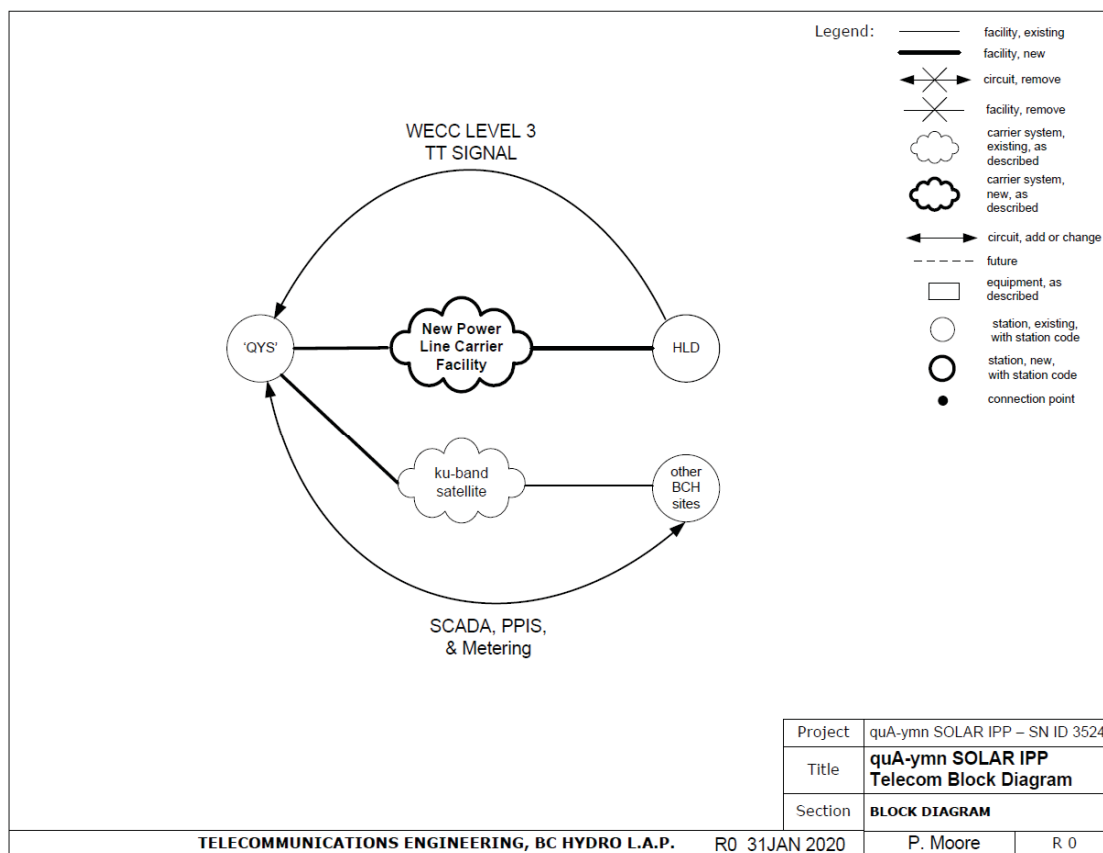 Legend:
facility, existing
facility, new
circuit, remove
facility, remove
carrier system,
existing, as
described
carrier system,
new, as
described
circuit, add or change
future
equipment, as
described
station, existing,
with station code
station, new,
with station code
connection point
WECC LEVEL 3
TT SIGNAL
'QYS'
New Power
Line Carrier
Facility
HLD
ku-band
satellite
other
BCH
sites
SCADA, PPIS,
& Metering
Project quA-ymn SOLAR IPP – SN ID 3524
Title quA-ymn SOLAR IPP
Telecom Block Diagram
Section BLOCK DIAGRAM
TELECOMMUNICATIONS ENGINEERING, BC HYDRO L.A.P. R0 31JAN 2020 P. Moore R 0